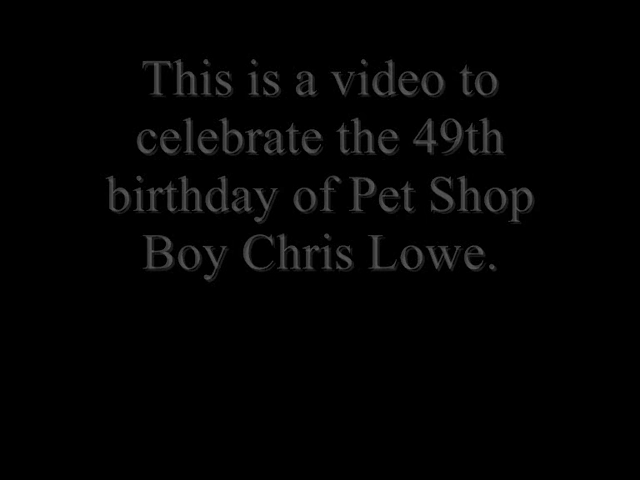 This is a video to
celebrate the 49th
birthday of Pet Shop
Boy Chris Lowe.